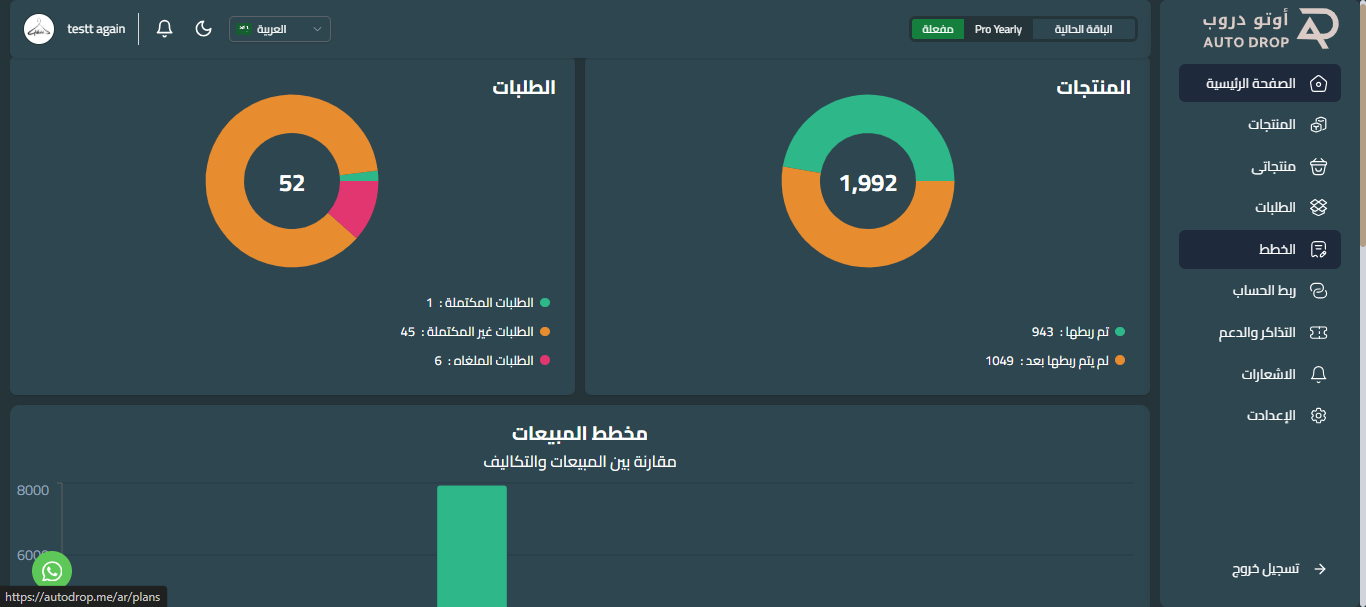 أوتو دروب
AUTO DROP
الصفحة الرئيسية
المنتجات
منتجاتى
الطلبات
الخطط
ربط الحساب
التذاكر والدعم
الاشعارات
الإعدادت
تسجيل خروج
الباقة الحالية Pro Yearly مفعلة
العربية
testt again
المنتجات
1,992
تم ربطها : 943
لم يتم ربطها بعد : 1049
الطلبات
52
الطلبات المكتملة : 1
الطلبات غير المكتملة : 45
الطلبات الملغاه : 6
مخطط المبيعات
مقارنة بين المبيعات والتكاليف
8000
6000
https://autodrop.me/ar/plans